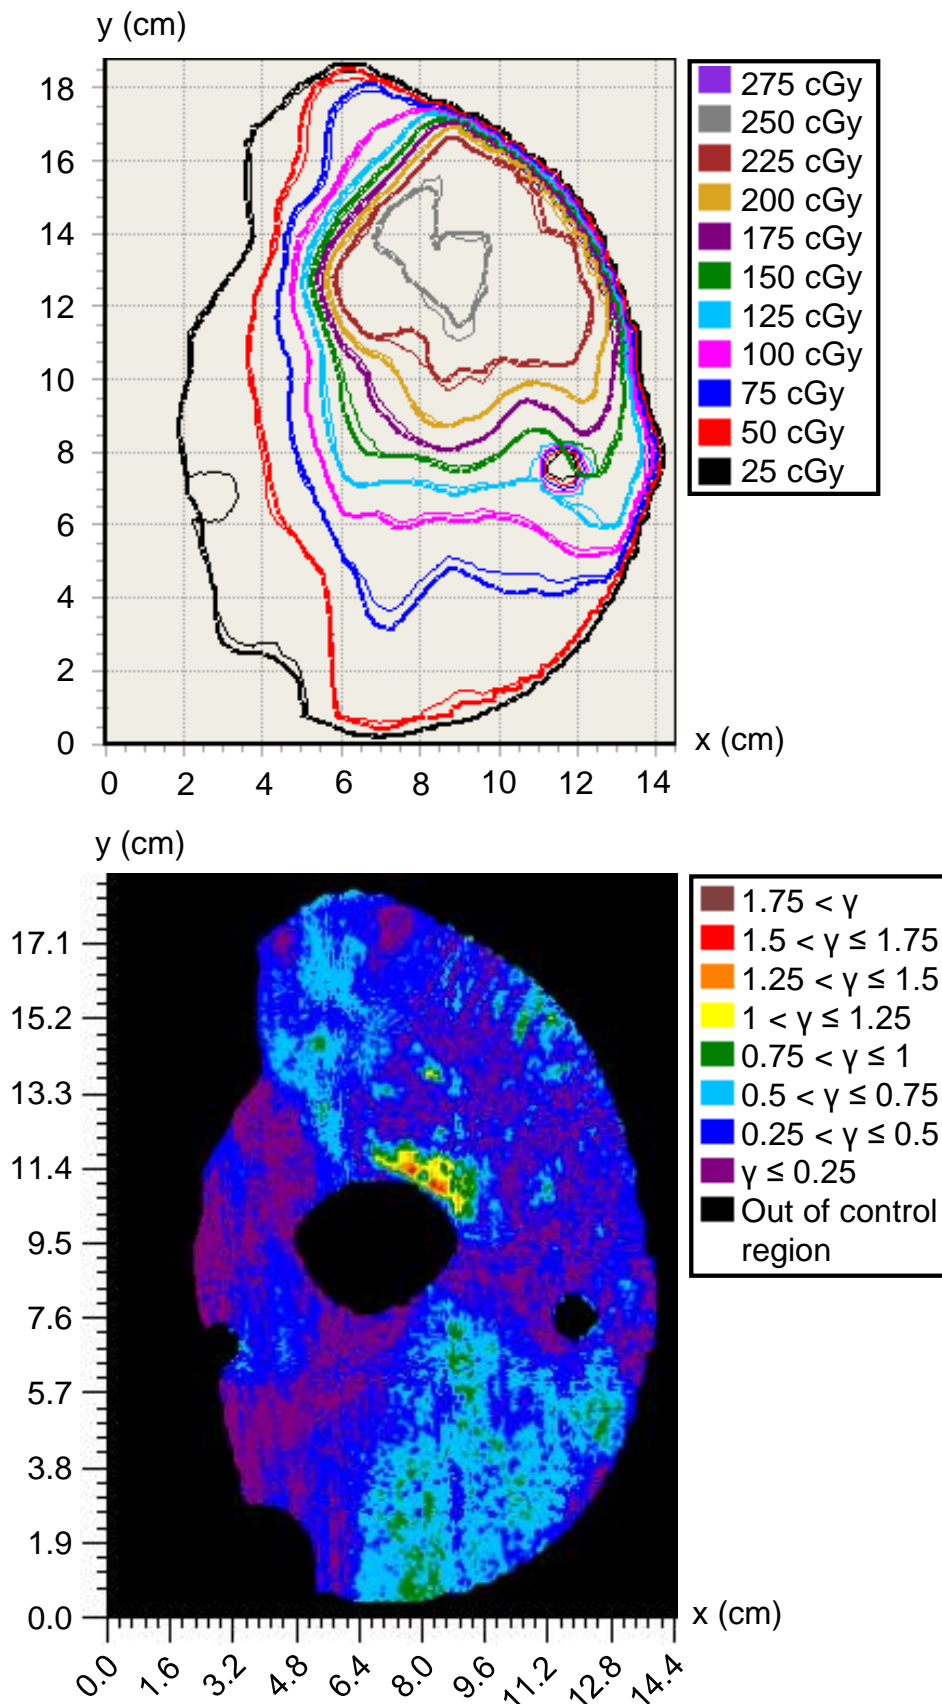 y (cm)
18
16
14
12
10
8
6
4
2
0
0 2 4 6 8 10 12 14
x (cm)
275 cGy
250 cGy
225 cGy
200 cGy
175 cGy
150 cGy
125 cGy
100 cGy
75 cGy
50 cGy
25 cGy
y (cm)
17.1
15.2
13.3
11.4
9.5
7.6
5.7
3.8
1.9
0.0
0.0 1.6 3.2 4.8 6.4 8.0 9.6 11.2 12.8 14.4
x (cm)
1.75 < γ
1.5 < γ ≤ 1.75
1.25 < γ ≤ 1.5
1 < γ ≤ 1.25
0.75 < γ ≤ 1
0.5 < γ ≤ 0.75
0.25 < γ ≤ 0.5
γ ≤ 0.25
Out of control
region